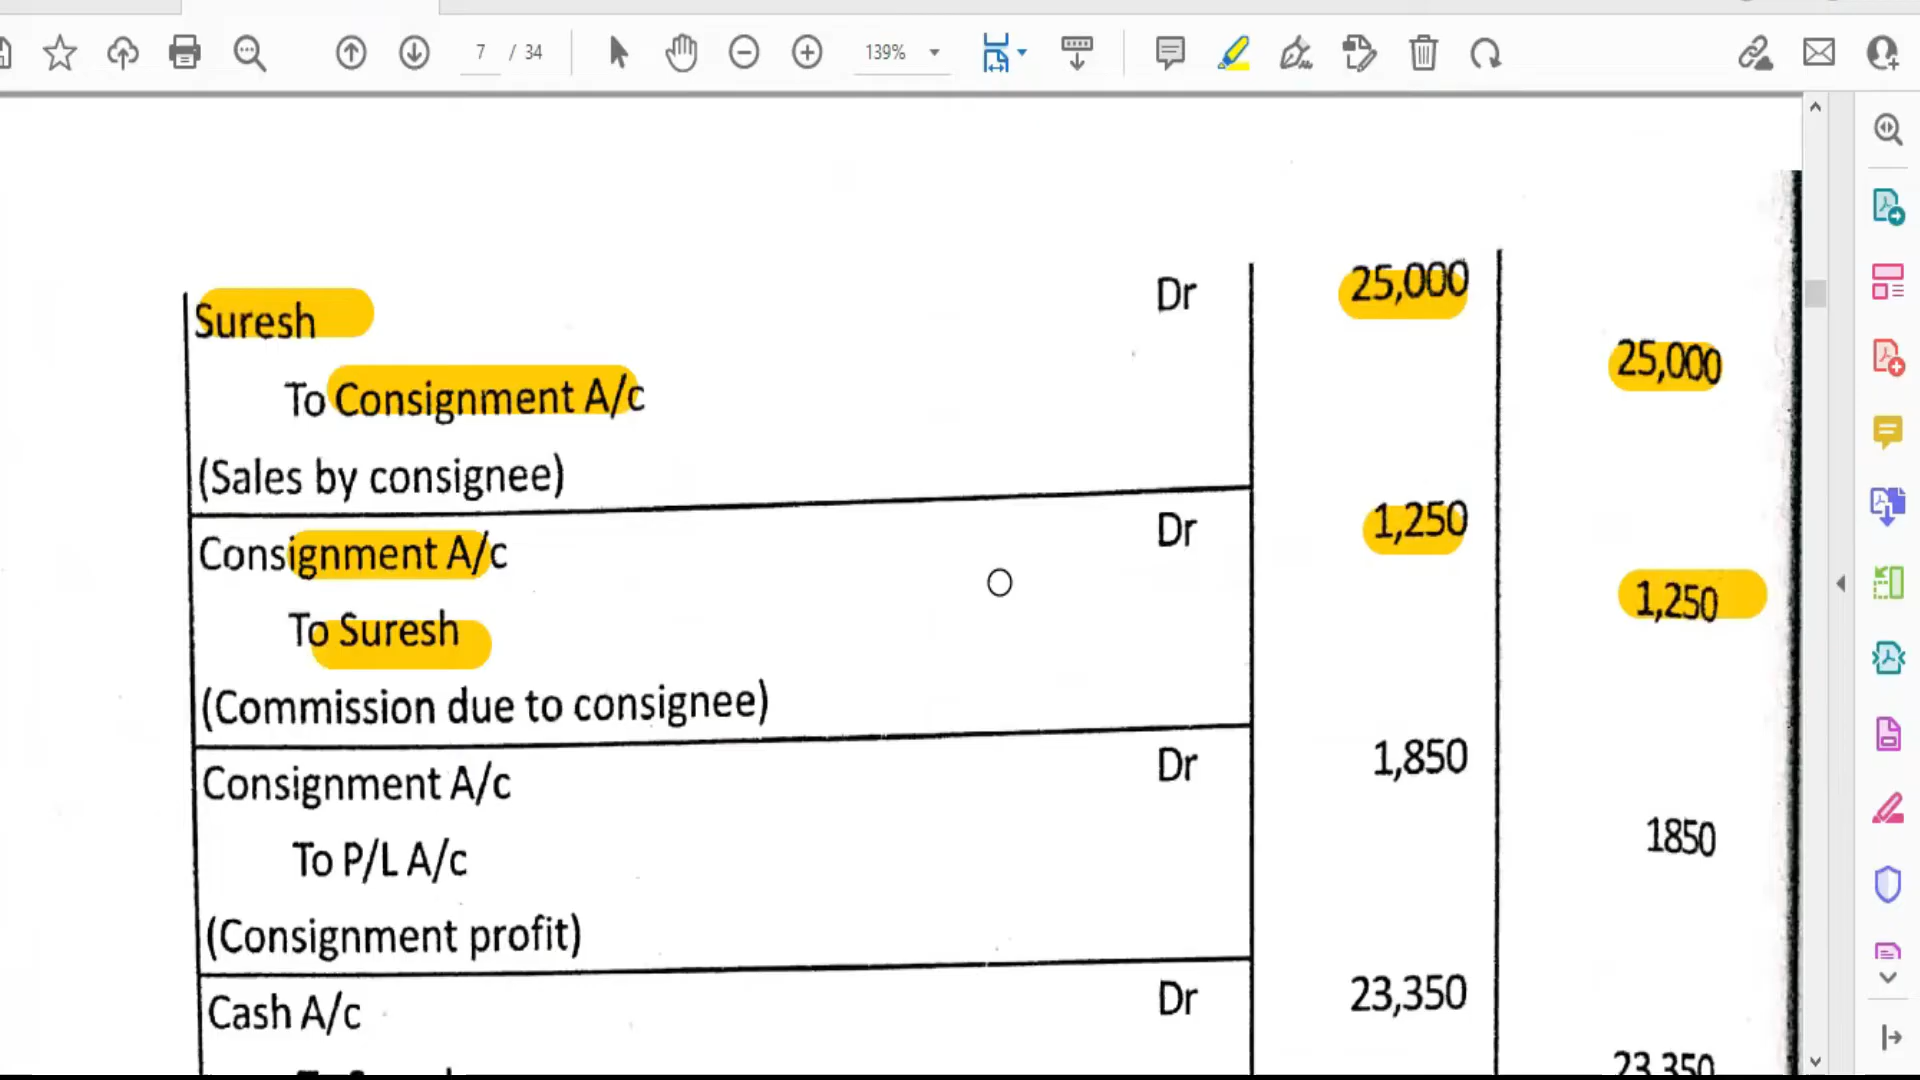 7 / 34 139%
Suresh Dr 25,000
To Consignment A/c 25,000
(Sales by consignee)
Consignment A/c Dr 1,250
To Suresh 1,250
(Commission due to consignee)
Consignment A/c Dr 1,850
To P/L A/c 1850
(Consignment profit)
Cash A/c Dr 23,350
23,350